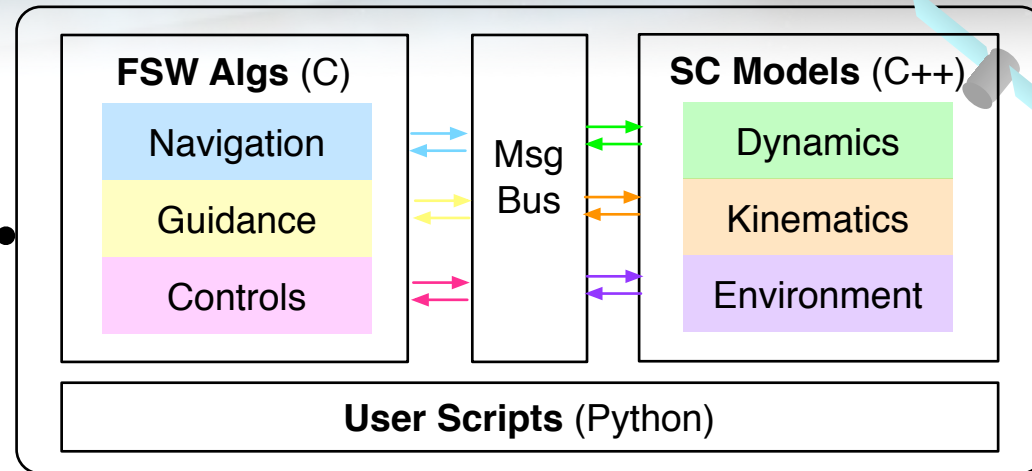 FSW Algs (C)
Navigation
Guidance
Controls
Msg
Bus
SC Models (C++)
Dynamics
Kinematics
Environment
User Scripts (Python)